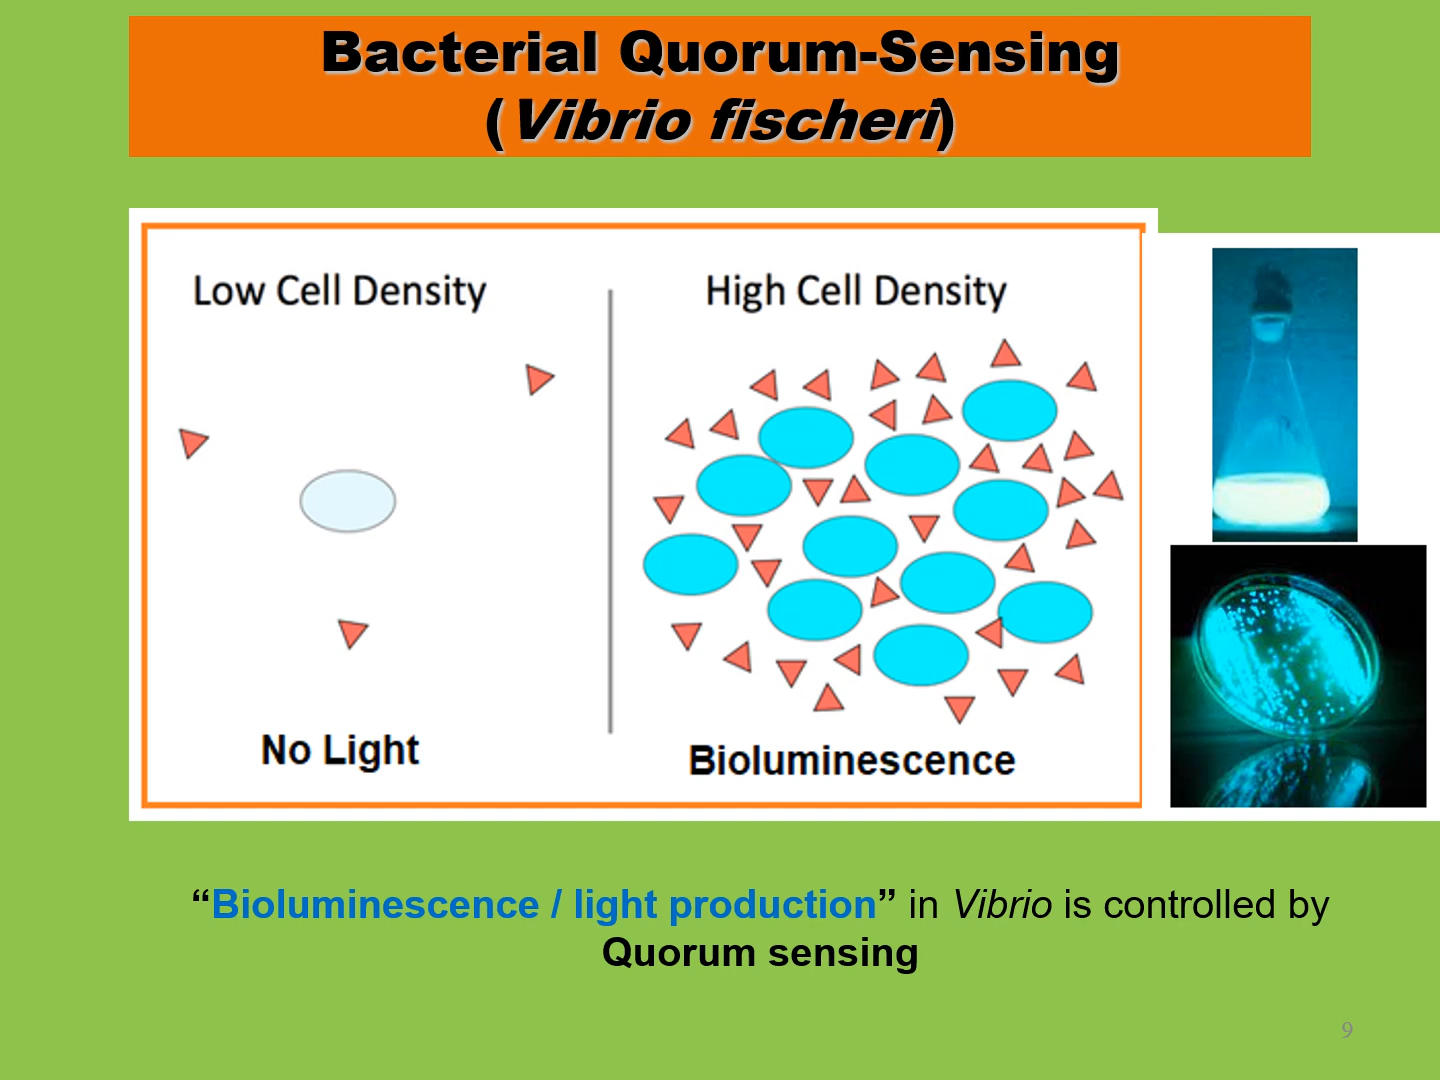 Bacterial Quorum-Sensing
(Vibrio fischeri)
Low Cell Density
High Cell Density
No Light
Bioluminescence
“Bioluminescence / light production” in Vibrio is controlled by
Quorum sensing
9